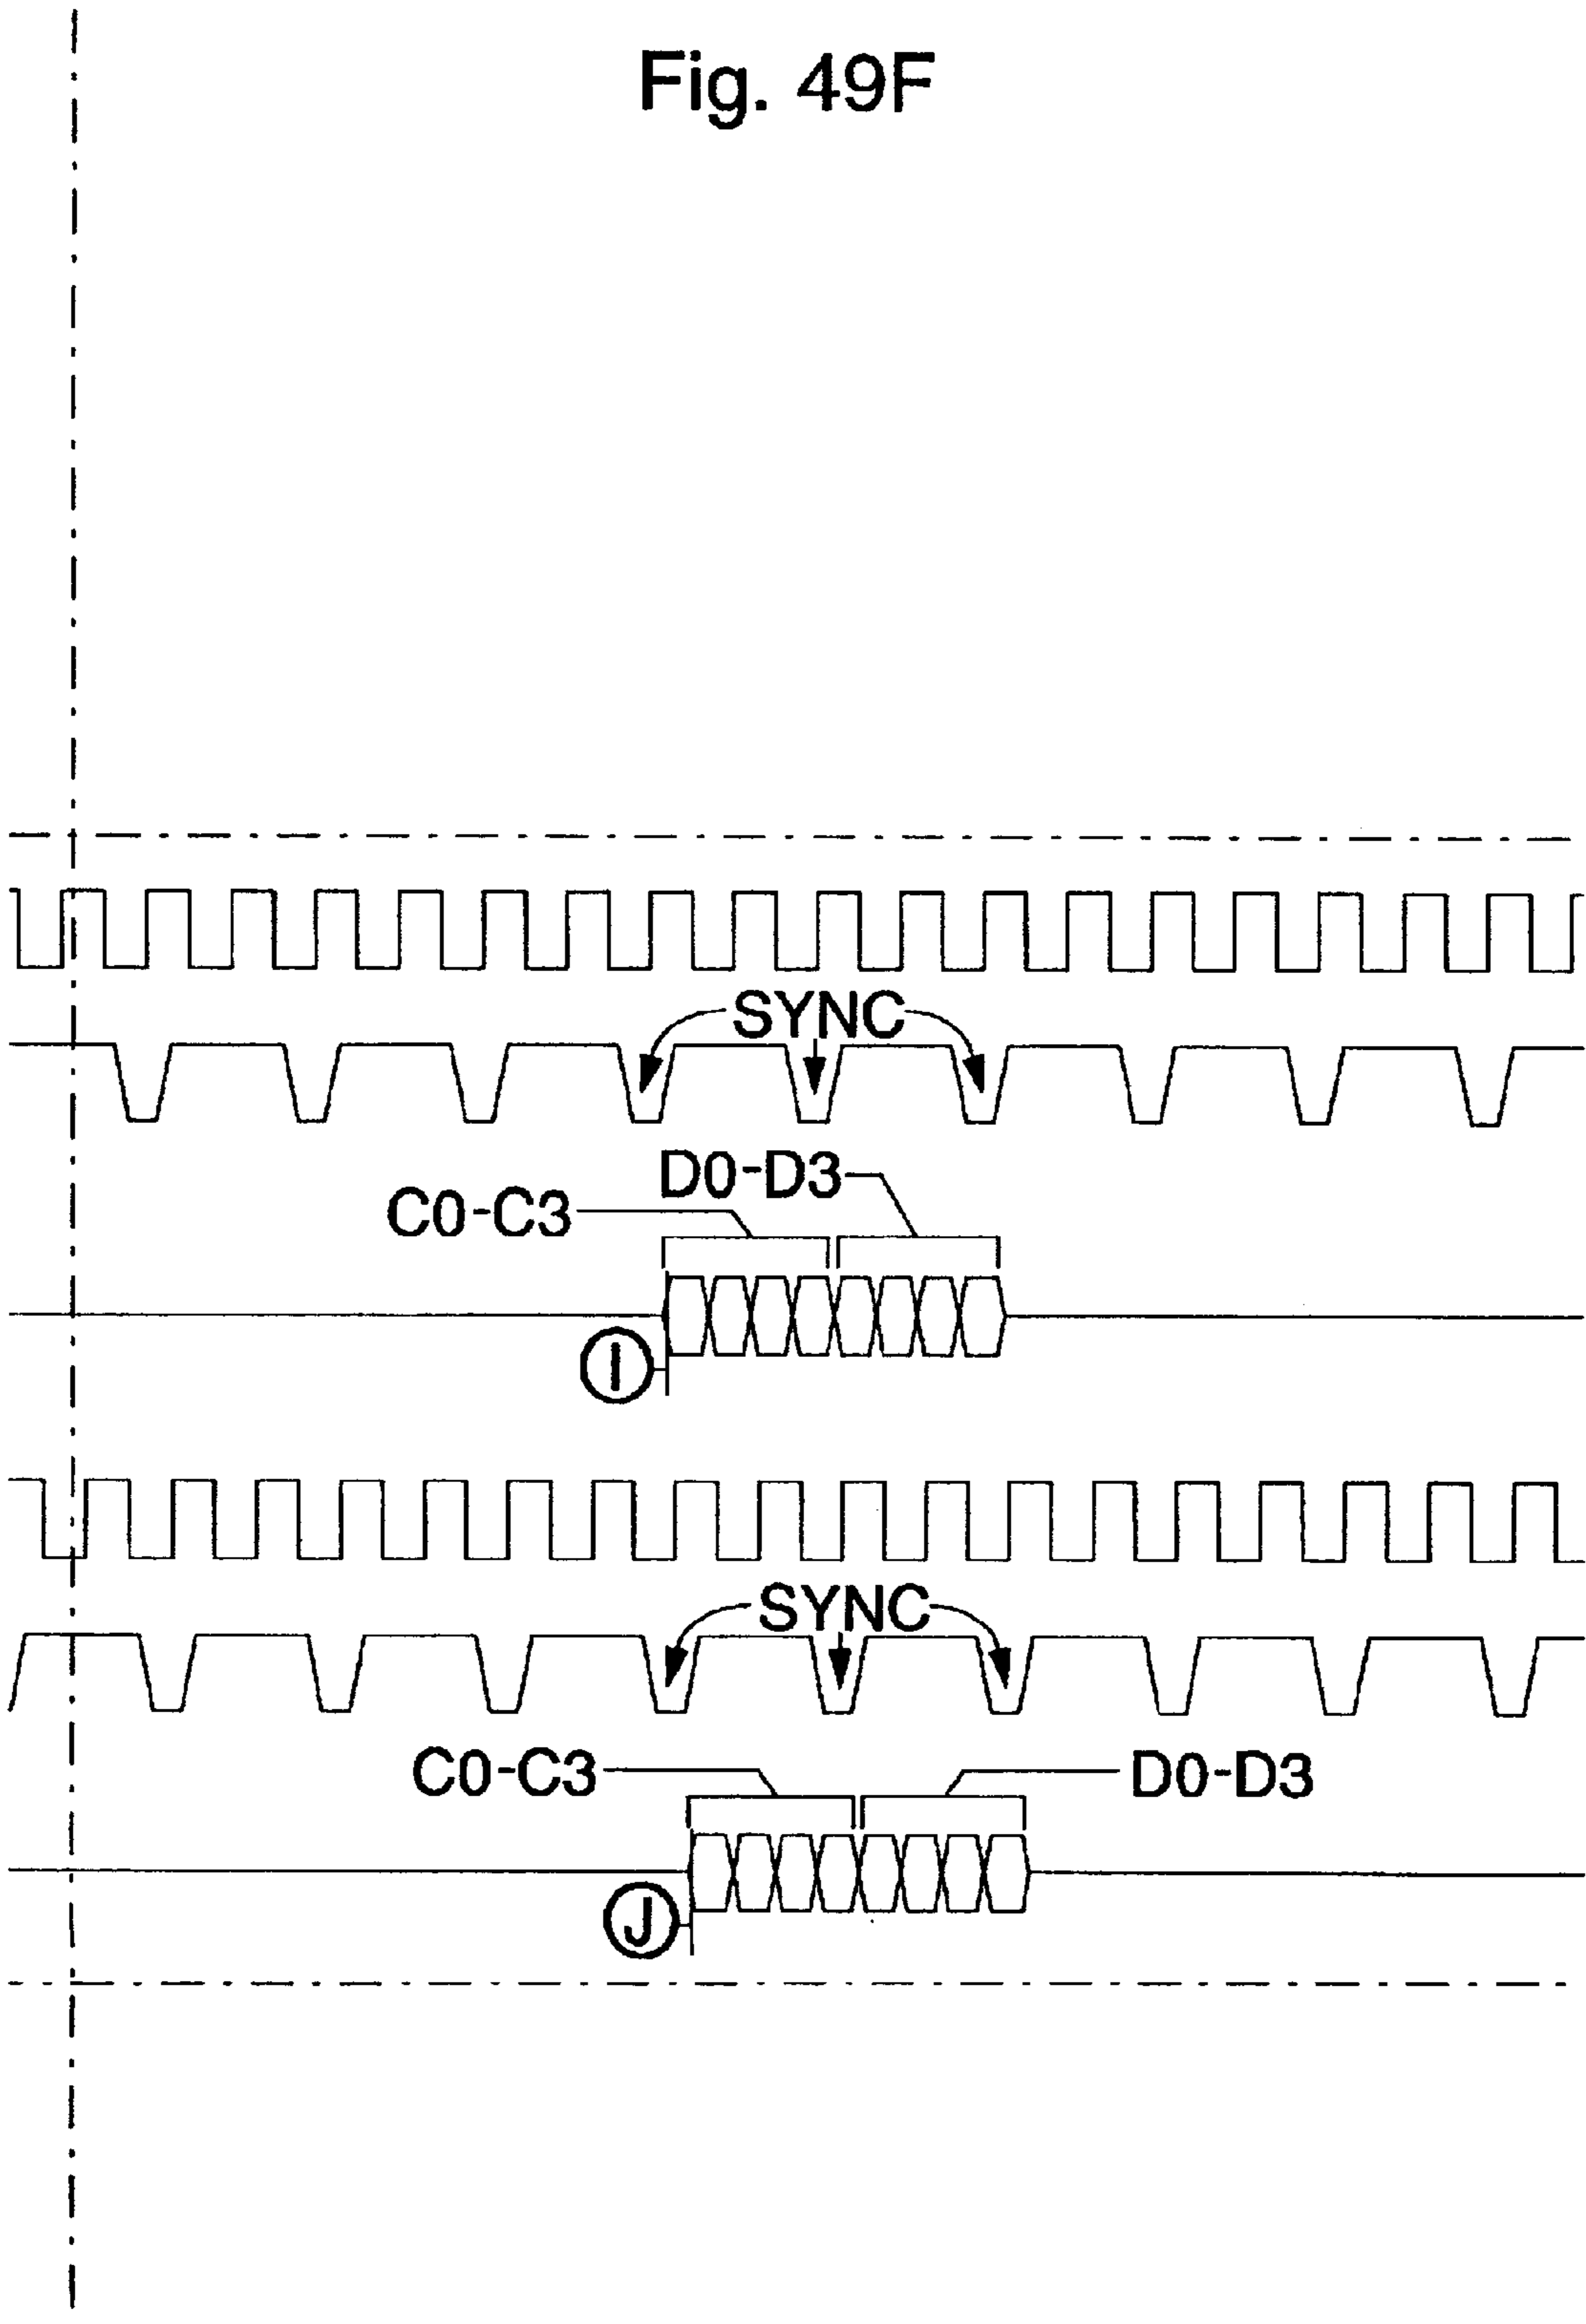 Fig. 49F
SYNC
D0-D3
C0-C3
I
SYNC
C0-C3 D0-D3
J